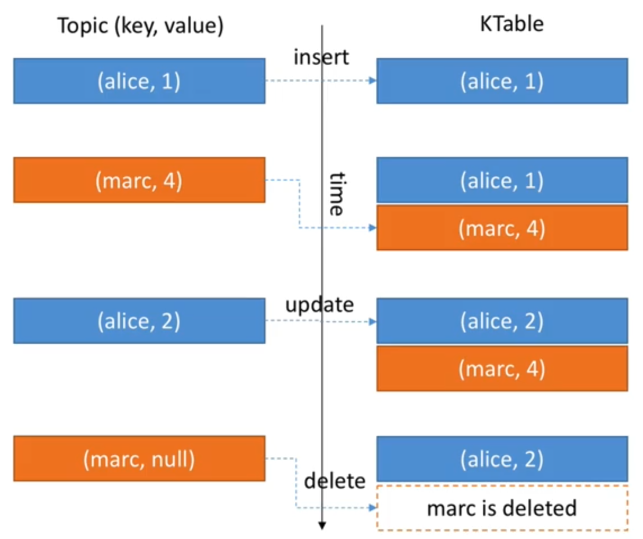 Topic (key, value)
KTable
insert
(alice, 1)
(alice, 1)
time
(marc, 4)
(alice, 1)
(marc, 4)
update
(alice, 2)
(alice, 2)
(marc, 4)
(marc, null)
(alice, 2)
delete
marc is deleted